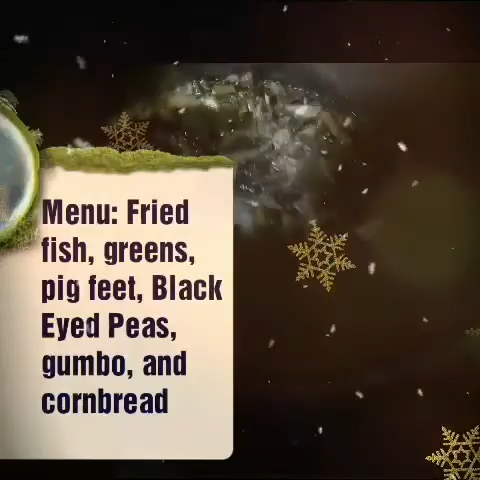 Menu: Fried
fish, greens,
pig feet, Black
Eyed Peas,
gumbo, and
cornbread